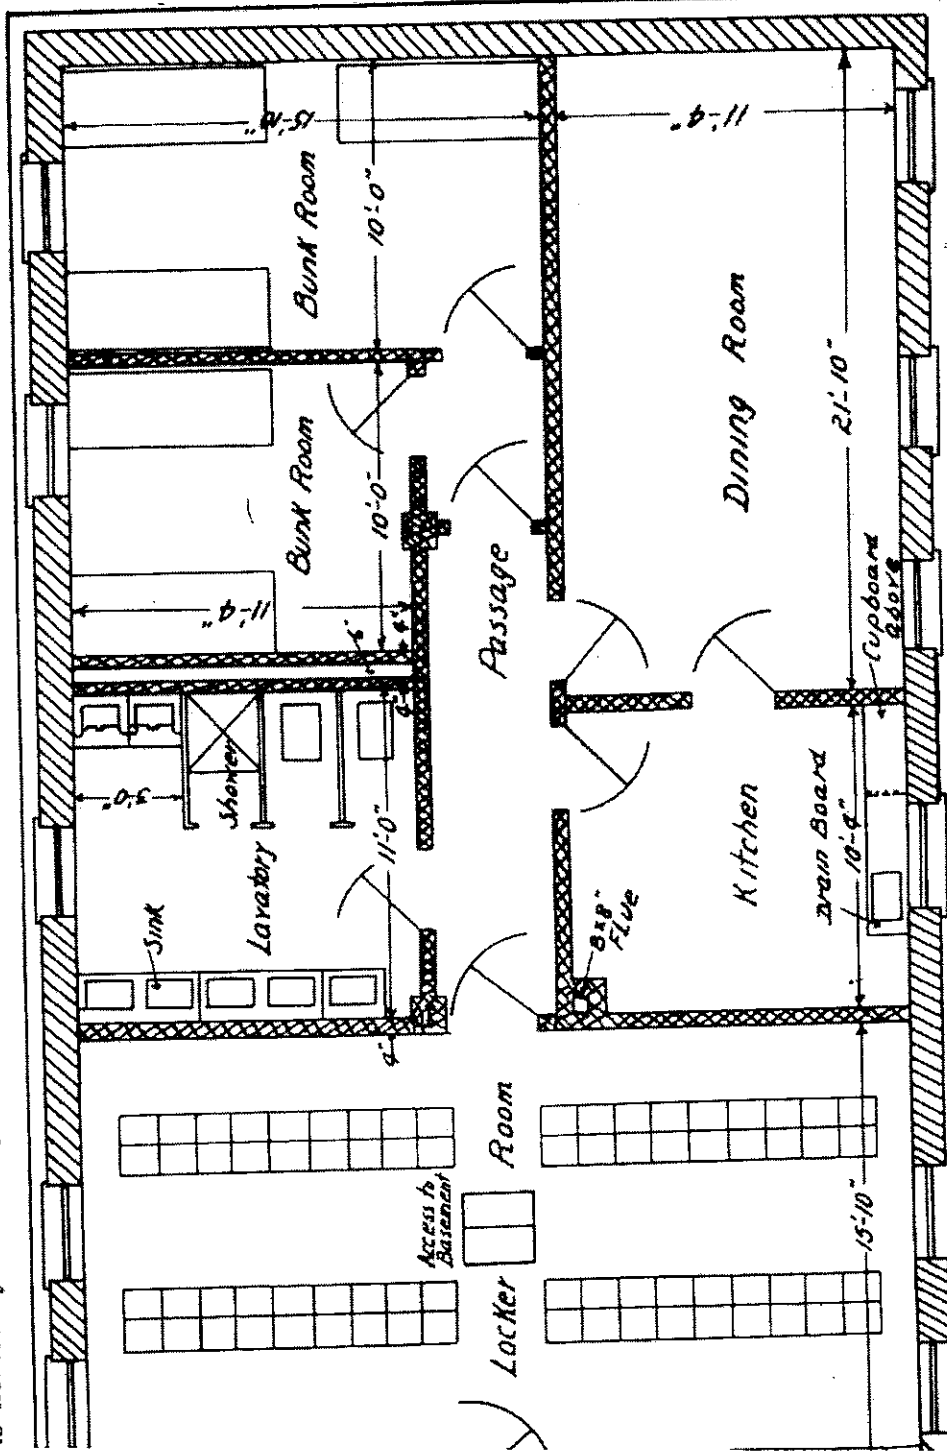 15'-10"
11'-4"
Bunk Room
10'-0"
Bunk Room
10'-0"
11'-4"
6"
4"
4"
Dining Room
21'-10"
Passage
Cupboard
above
3'-0"
Shower
11'-0"
Lavatory
Sink
Kitchen
Drain Board
10'-4"
8x8"
Flue
4"
Access to
Basement
Locker Room
15'-10"